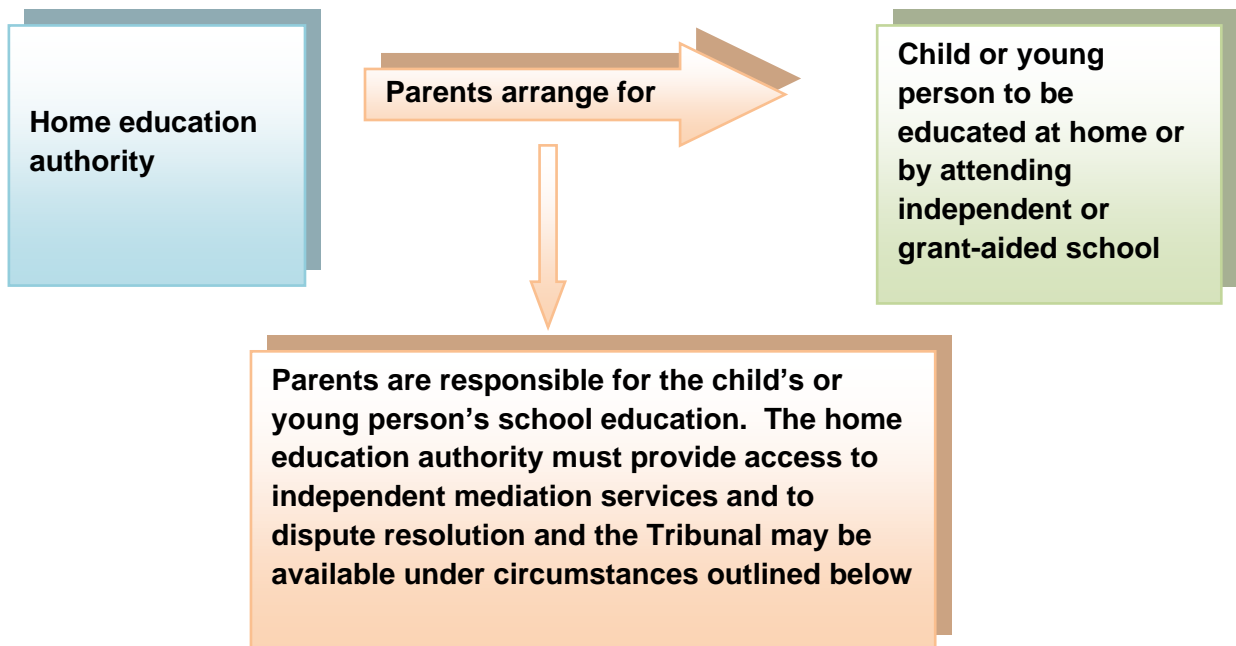 Home education
authority
Parents arrange for
Child or young
person to be
educated at home or
by attending
independent or
grant-aided school
Parents are responsible for the child’s or
young person’s school education.  The home
education authority must provide access to
independent mediation services and to
dispute resolution and the Tribunal may be
available under circumstances outlined below